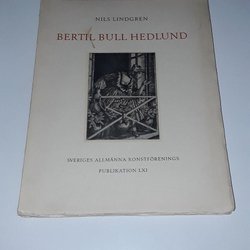 NILS LINDGREN
BERTIL BULL HEDLUND
SVERIGES ALLMÄNNA KONSTFÖRENINGS
PUBLIKATION LXI